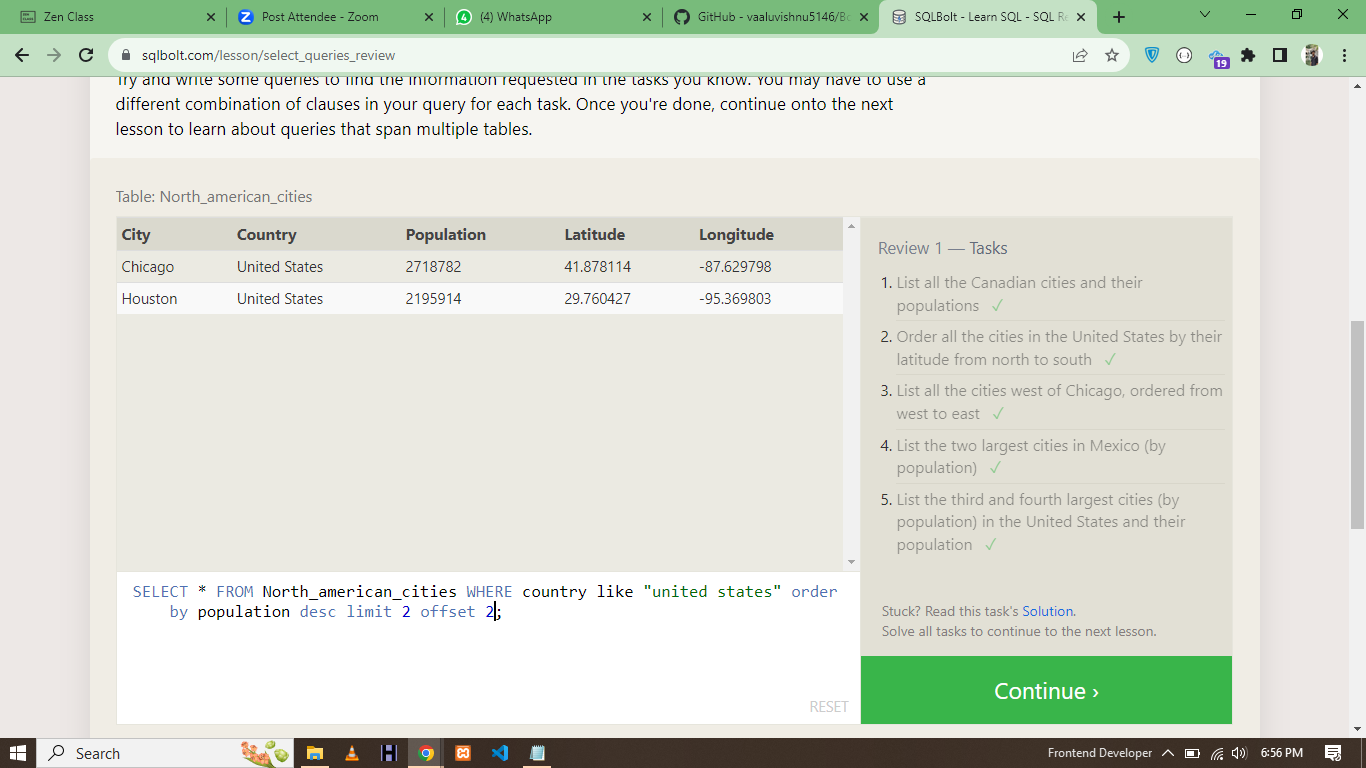 Zen Class
Post Attendee - Zoom
(4) WhatsApp
GitHub - vaaluvishnu5146/Bc
SQLBolt - Learn SQL - SQL Re
sqlbolt.com/lesson/select_queries_review
19
Try and write some queries to find the information requested in the tasks you know. You may have to use a
different combination of clauses in your query for each task. Once you're done, continue onto the next
lesson to learn about queries that span multiple tables.
Table: North_american_cities
City Country Population Latitude Longitude
Chicago United States 2718782 41.878114 -87.629798
Houston United States 2195914 29.760427 -95.369803
SELECT * FROM North_american_cities WHERE country like "united states" order
by population desc limit 2 offset 2;
RESET
Review 1 — Tasks
1. List all the Canadian cities and their
populations ✓
2. Order all the cities in the United States by their
latitude from north to south ✓
3. List all the cities west of Chicago, ordered from
west to east ✓
4. List the two largest cities in Mexico (by
population) ✓
5. List the third and fourth largest cities (by
population) in the United States and their
population ✓
Stuck? Read this task's Solution.
Solve all tasks to continue to the next lesson.
Continue ›
Search
Frontend Developer
6:56 PM